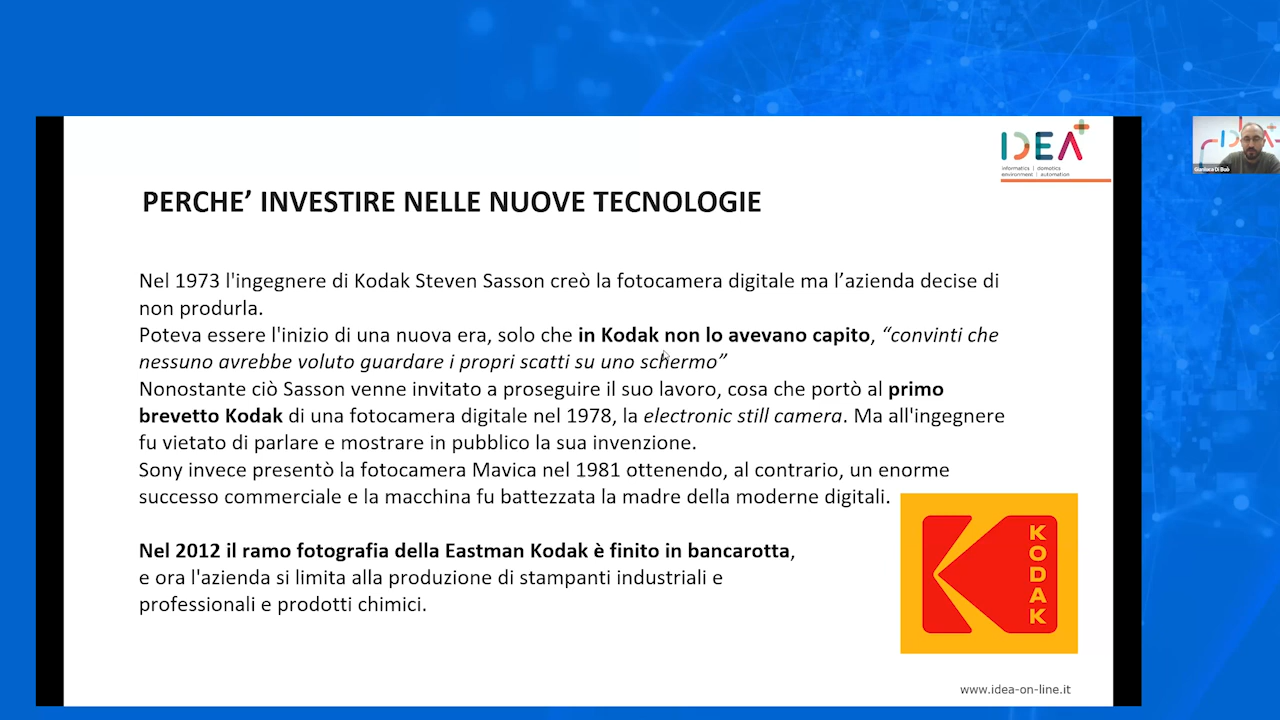 IDEA+
informatics | domotics
environment | automation
PERCHE’ INVESTIRE NELLE NUOVE TECNOLOGIE
Nel 1973 l'ingegnere di Kodak Steven Sasson creò la fotocamera digitale ma l’azienda decise di
non produrla.
Poteva essere l'inizio di una nuova era, solo che in Kodak non lo avevano capito, “convinti che
nessuno avrebbe voluto guardare i propri scatti su uno schermo”
Nonostante ciò Sasson venne invitato a proseguire il suo lavoro, cosa che portò al primo
brevetto Kodak di una fotocamera digitale nel 1978, la electronic still camera. Ma all'ingegnere
fu vietato di parlare e mostrare in pubblico la sua invenzione.
Sony invece presentò la fotocamera Mavica nel 1981 ottenendo, al contrario, un enorme
successo commerciale e la macchina fu battezzata la madre della moderne digitali.
Nel 2012 il ramo fotografia della Eastman Kodak è finito in bancarotta,
e ora l'azienda si limita alla produzione di stampanti industriali e
professionali e prodotti chimici.
KODAK
www.idea-on-line.it
Gianluca Di Buò